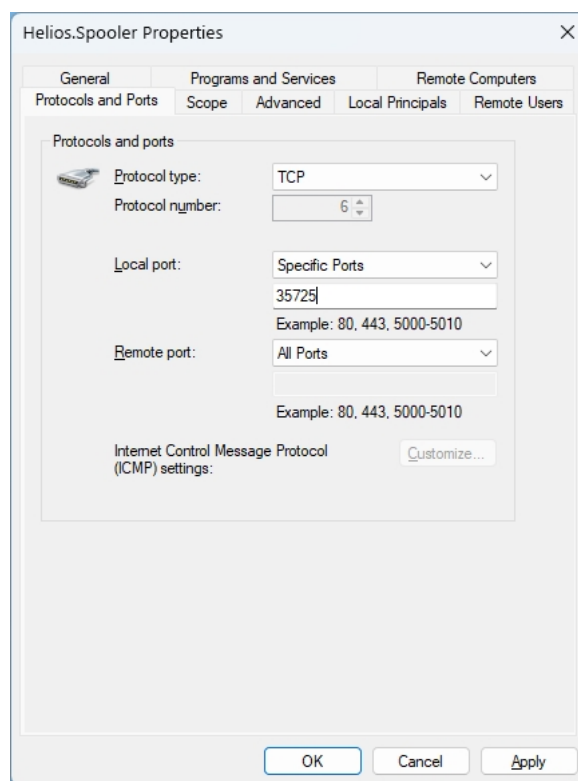 Helios.Spooler Properties
General Programs and Services Remote Computers
Protocols and Ports Scope Advanced Local Principals Remote Users
Protocols and ports
Protocol type: TCP
Protocol number: 6
Local port: Specific Ports
35725
Example: 80, 443, 5000-5010
Remote port: All Ports
Example: 80, 443, 5000-5010
Internet Control Message Protocol
(ICMP) settings: Customize...
OK Cancel Apply